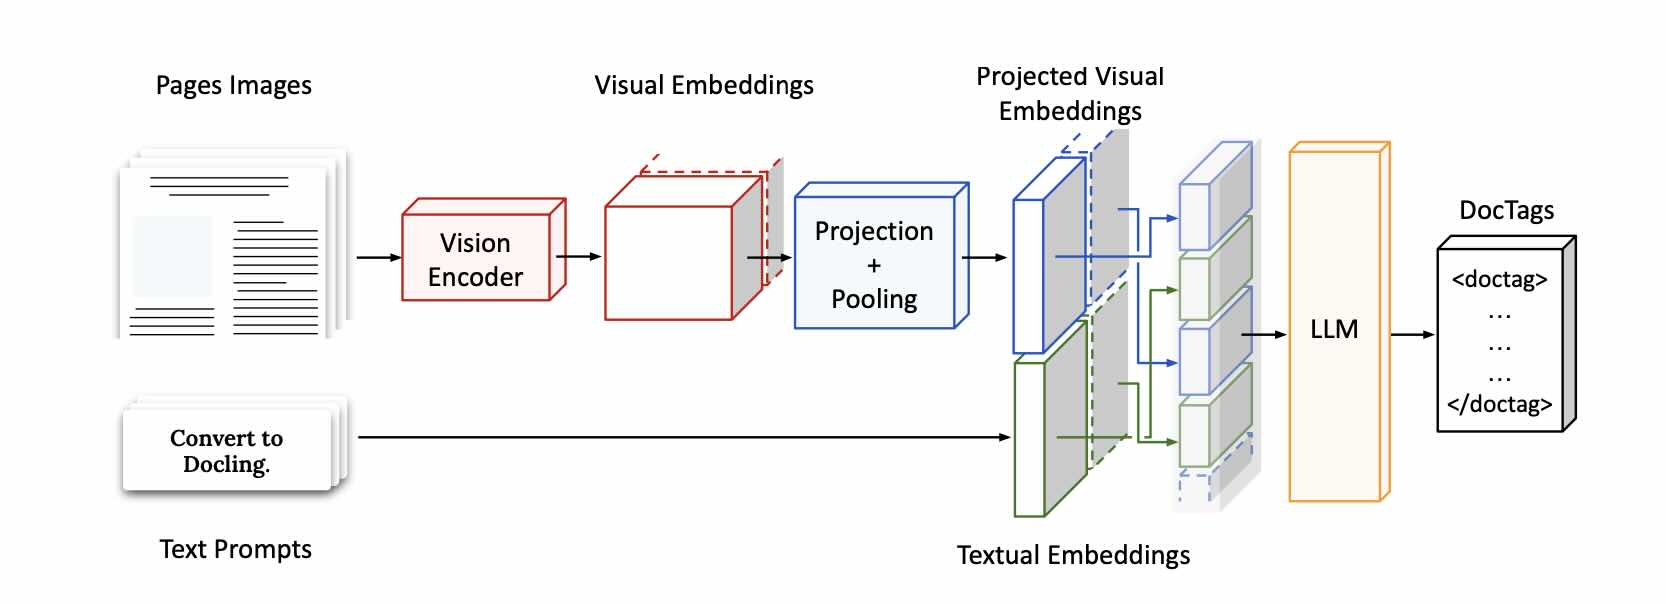 Pages Images
Visual Embeddings
Projected Visual
Embeddings
Vision
Encoder
Projection
+
Pooling
LLM
DocTags
<doctag>
...
...
...
</doctag>
Convert to
Docling.
Text Prompts
Textual Embeddings